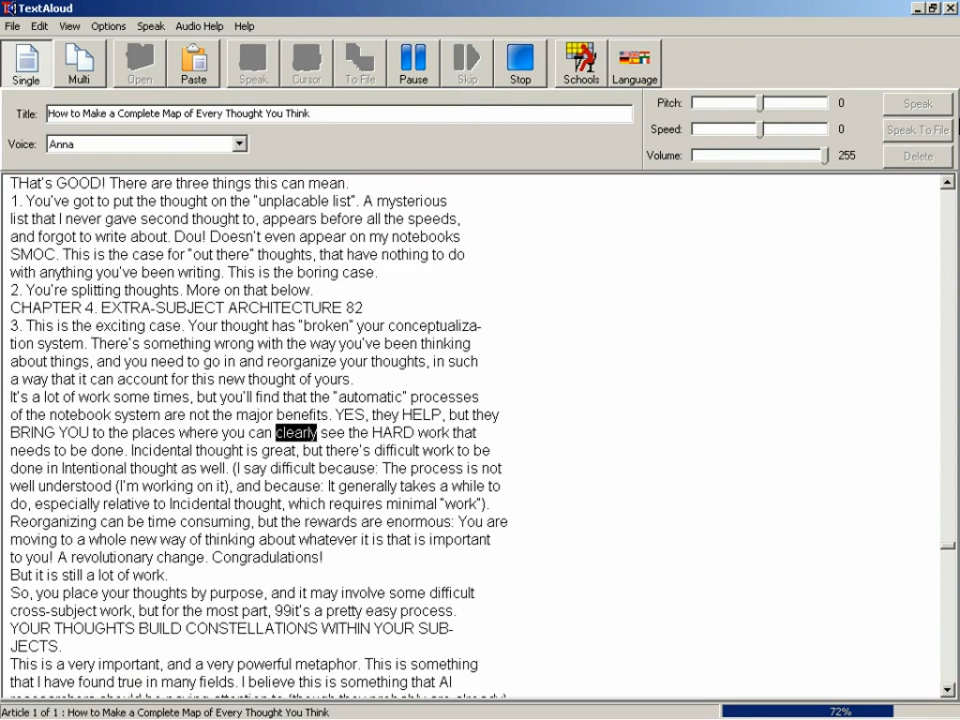 TextAloud
File Edit View Options Speak Audio Help Help
Single Multi Open Paste Speak Cursor To File Pause Skip Stop Schools Language
Title: How to Make a Complete Map of Every Thought You Think
Voice: Anna
Pitch: 0 Speak
Speed: 0 Speak To File
Volume: 255 Delete
THat's GOOD! There are three things this can mean.
1. You've got to put the thought on the "unplacable list". A mysterious
list that I never gave second thought to, appears before all the speeds,
and forgot to write about. Dou! Doesn't even appear on my notebooks
SMOC. This is the case for "out there" thoughts, that have nothing to do
with anything you've been writing. This is the boring case.
2. You're splitting thoughts. More on that below.
CHAPTER 4. EXTRA-SUBJECT ARCHITECTURE 82
3. This is the exciting case. Your thought has "broken" your conceptualiza-
tion system. There's something wrong with the way you've been thinking
about things, and you need to go in and reorganize your thoughts, in such
a way that it can account for this new thought of yours.
It's a lot of work some times, but you'll find that the "automatic" processes
of the notebook system are not the major benefits. YES, they HELP, but they
BRING YOU to the places where you can clearly see the HARD work that
needs to be done. Incidental thought is great, but there's difficult work to be
done in Intentional thought as well. (I say difficult because: The process is not
well understood (I'm working on it), and because: It generally takes a while to
do, especially relative to Incidental thought, which requires minimal "work").
Reorganizing can be time consuming, but the rewards are enormous: You are
moving to a whole new way of thinking about whatever it is that is important
to you! A revolutionary change. Congradulations!
But it is still a lot of work.
So, you place your thoughts by purpose, and it may involve some difficult
cross-subject work, but for the most part, 99it's a pretty easy process.
YOUR THOUGHTS BUILD CONSTELLATIONS WITHIN YOUR SUB-
JECTS.
This is a very important, and a very powerful metaphor. This is something
that I have found true in many fields. I believe this is something that AI
researchers should be paying attention to (though they probably are already)
Article 1 of 1 : How to Make a Complete Map of Every Thought You Think 72%